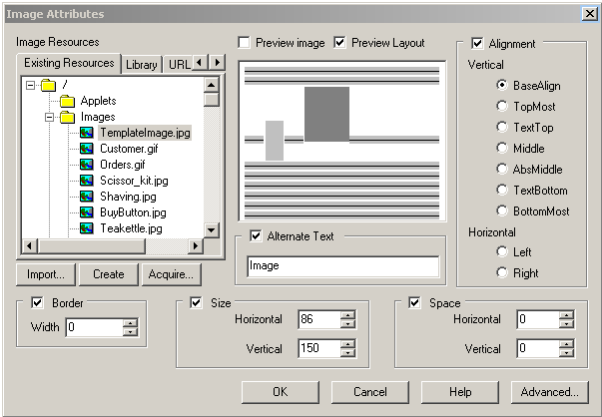 Image Attributes
Image Resources
Existing Resources Library URL
/
Applets
Images
TemplateImage.jpg
Customer.gif
Orders.gif
Scissor_kit.jpg
Shaving.jpg
BuyButton.jpg
Teakettle.jpg
Import... Create Acquire...
Preview image Preview Layout
Alternate Text
Image
Alignment
Vertical
BaseAlign
TopMost
TextTop
Middle
AbsMiddle
TextBottom
BottomMost
Horizontal
Left
Right
Border
Width 0
Size
Horizontal 86
Vertical 150
Space
Horizontal 0
Vertical 0
OK Cancel Help Advanced...